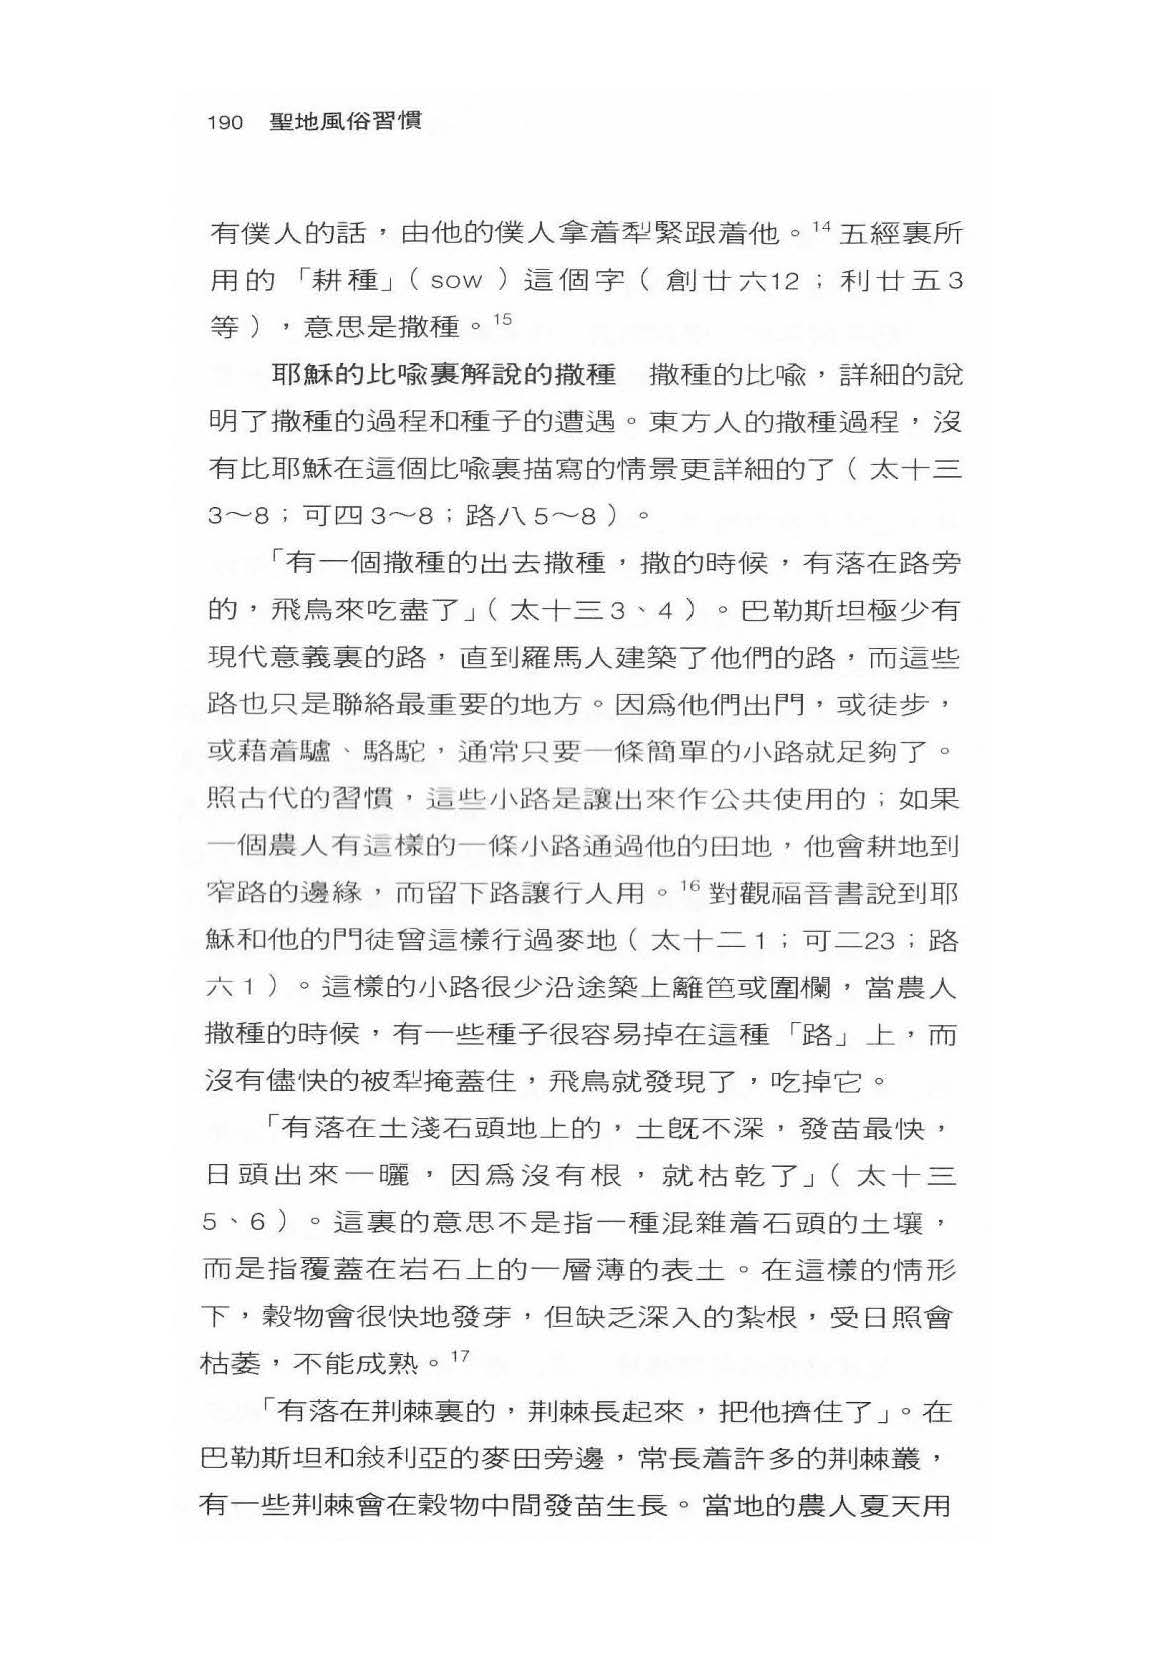 190 聖地風俗習慣
有僕人的話，由他的僕人拿着犁緊跟着他。14 五經裏所
用的「耕種」（sow）這個字（創廿六12；利廿五3
等），意思是撒種。15
耶穌的比喩裏解說的撒種　撒種的比喩，詳細的說
明了撒種的過程和種子的遭遇。東方人的撒種過程，沒
有比耶穌在這個比喩裏描寫的情景更詳細的了（太十三
3～8；可四3～8；路八5～8）。
「有一個撒種的出去撒種，撒的時候，有落在路旁
的，飛鳥來吃盡了」（太十三3、4）。巴勒斯坦極少有
現代意義裏的路，直到羅馬人建築了他們的路，而這些
路也只是聯絡最重要的地方。因爲他們出門，或徒步，
或藉着驢、駱駝，通常只要一條簡單的小路就足夠了。
照古代的習慣，這些小路是讓出來作公共使用的；如果
一個農人有這樣的一條小路通過他的田地，他會耕地到
窄路的邊緣，而留下路讓行人用。16 對觀福音書說到耶
穌和他的門徒曾這樣行過麥地（太十二1；可二23；路
六1）。這樣的小路很少沿途築上籬笆或圍欄，當農人
撒種的時候，有一些種子很容易掉在這種「路」上，而
沒有儘快的被犁掩蓋住，飛鳥就發現了，吃掉它。
「有落在土淺石頭地上的，土旣不深，發苗最快，
日頭出來一曬，因爲沒有根，就枯乾了」（太十三
5、6）。這裏的意思不是指一種混雜着石頭的土壤，
而是指覆蓋在岩石上的一層薄的表土。在這樣的情形
下，穀物會很快地發芽，但缺乏深入的紮根，受日照會
枯萎，不能成熟。17
「有落在荆棘裏的，荆棘長起來，把他擠住了」。在
巴勒斯坦和敍利亞的麥田旁邊，常長着許多的荆棘叢，
有一些荆棘會在穀物中間發苗生長。當地的農人夏天用